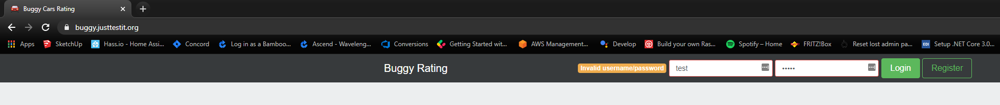 Buggy Cars Rating
buggy.justtestit.org
Apps SketchUp Hass.io - Home Assi... Concord Log in as a Bamboo... Ascend - Waveleng... Conversions Getting Started wit... AWS Management... Develop Build your own Ras... Spotify – Home FRITZ!Box Reset lost admin pa... EDI Setup .NET Core 3.0...
Buggy Rating Invalid username/password test ••••• Login Register